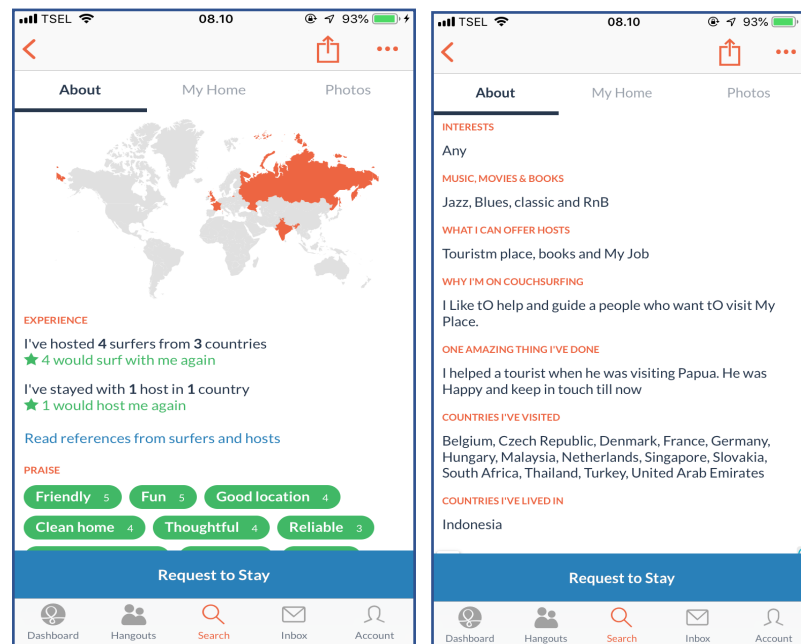 TSEL 08.10 93%
About My Home Photos
EXPERIENCE
I've hosted 4 surfers from 3 countries
4 would surf with me again
I've stayed with 1 host in 1 country
1 would host me again
Read references from surfers and hosts
PRAISE
Friendly 5 Fun 5 Good location 4
Clean home 4 Thoughtful 4 Reliable 3
Request to Stay
Dashboard Hangouts Search Inbox Account
TSEL 08.10 93%
About My Home Photos
INTERESTS
Any
MUSIC, MOVIES & BOOKS
Jazz, Blues, classic and RnB
WHAT I CAN OFFER HOSTS
Touristm place, books and My Job
WHY I'M ON COUCHSURFING
I Like tO help and guide a people who want tO visit My
Place.
ONE AMAZING THING I'VE DONE
I helped a tourist when he was visiting Papua. He was
Happy and keep in touch till now
COUNTRIES I'VE VISITED
Belgium, Czech Republic, Denmark, France, Germany,
Hungary, Malaysia, Netherlands, Singapore, Slovakia,
South Africa, Thailand, Turkey, United Arab Emirates
COUNTRIES I'VE LIVED IN
Indonesia
Request to Stay
Dashboard Hangouts Search Inbox Account